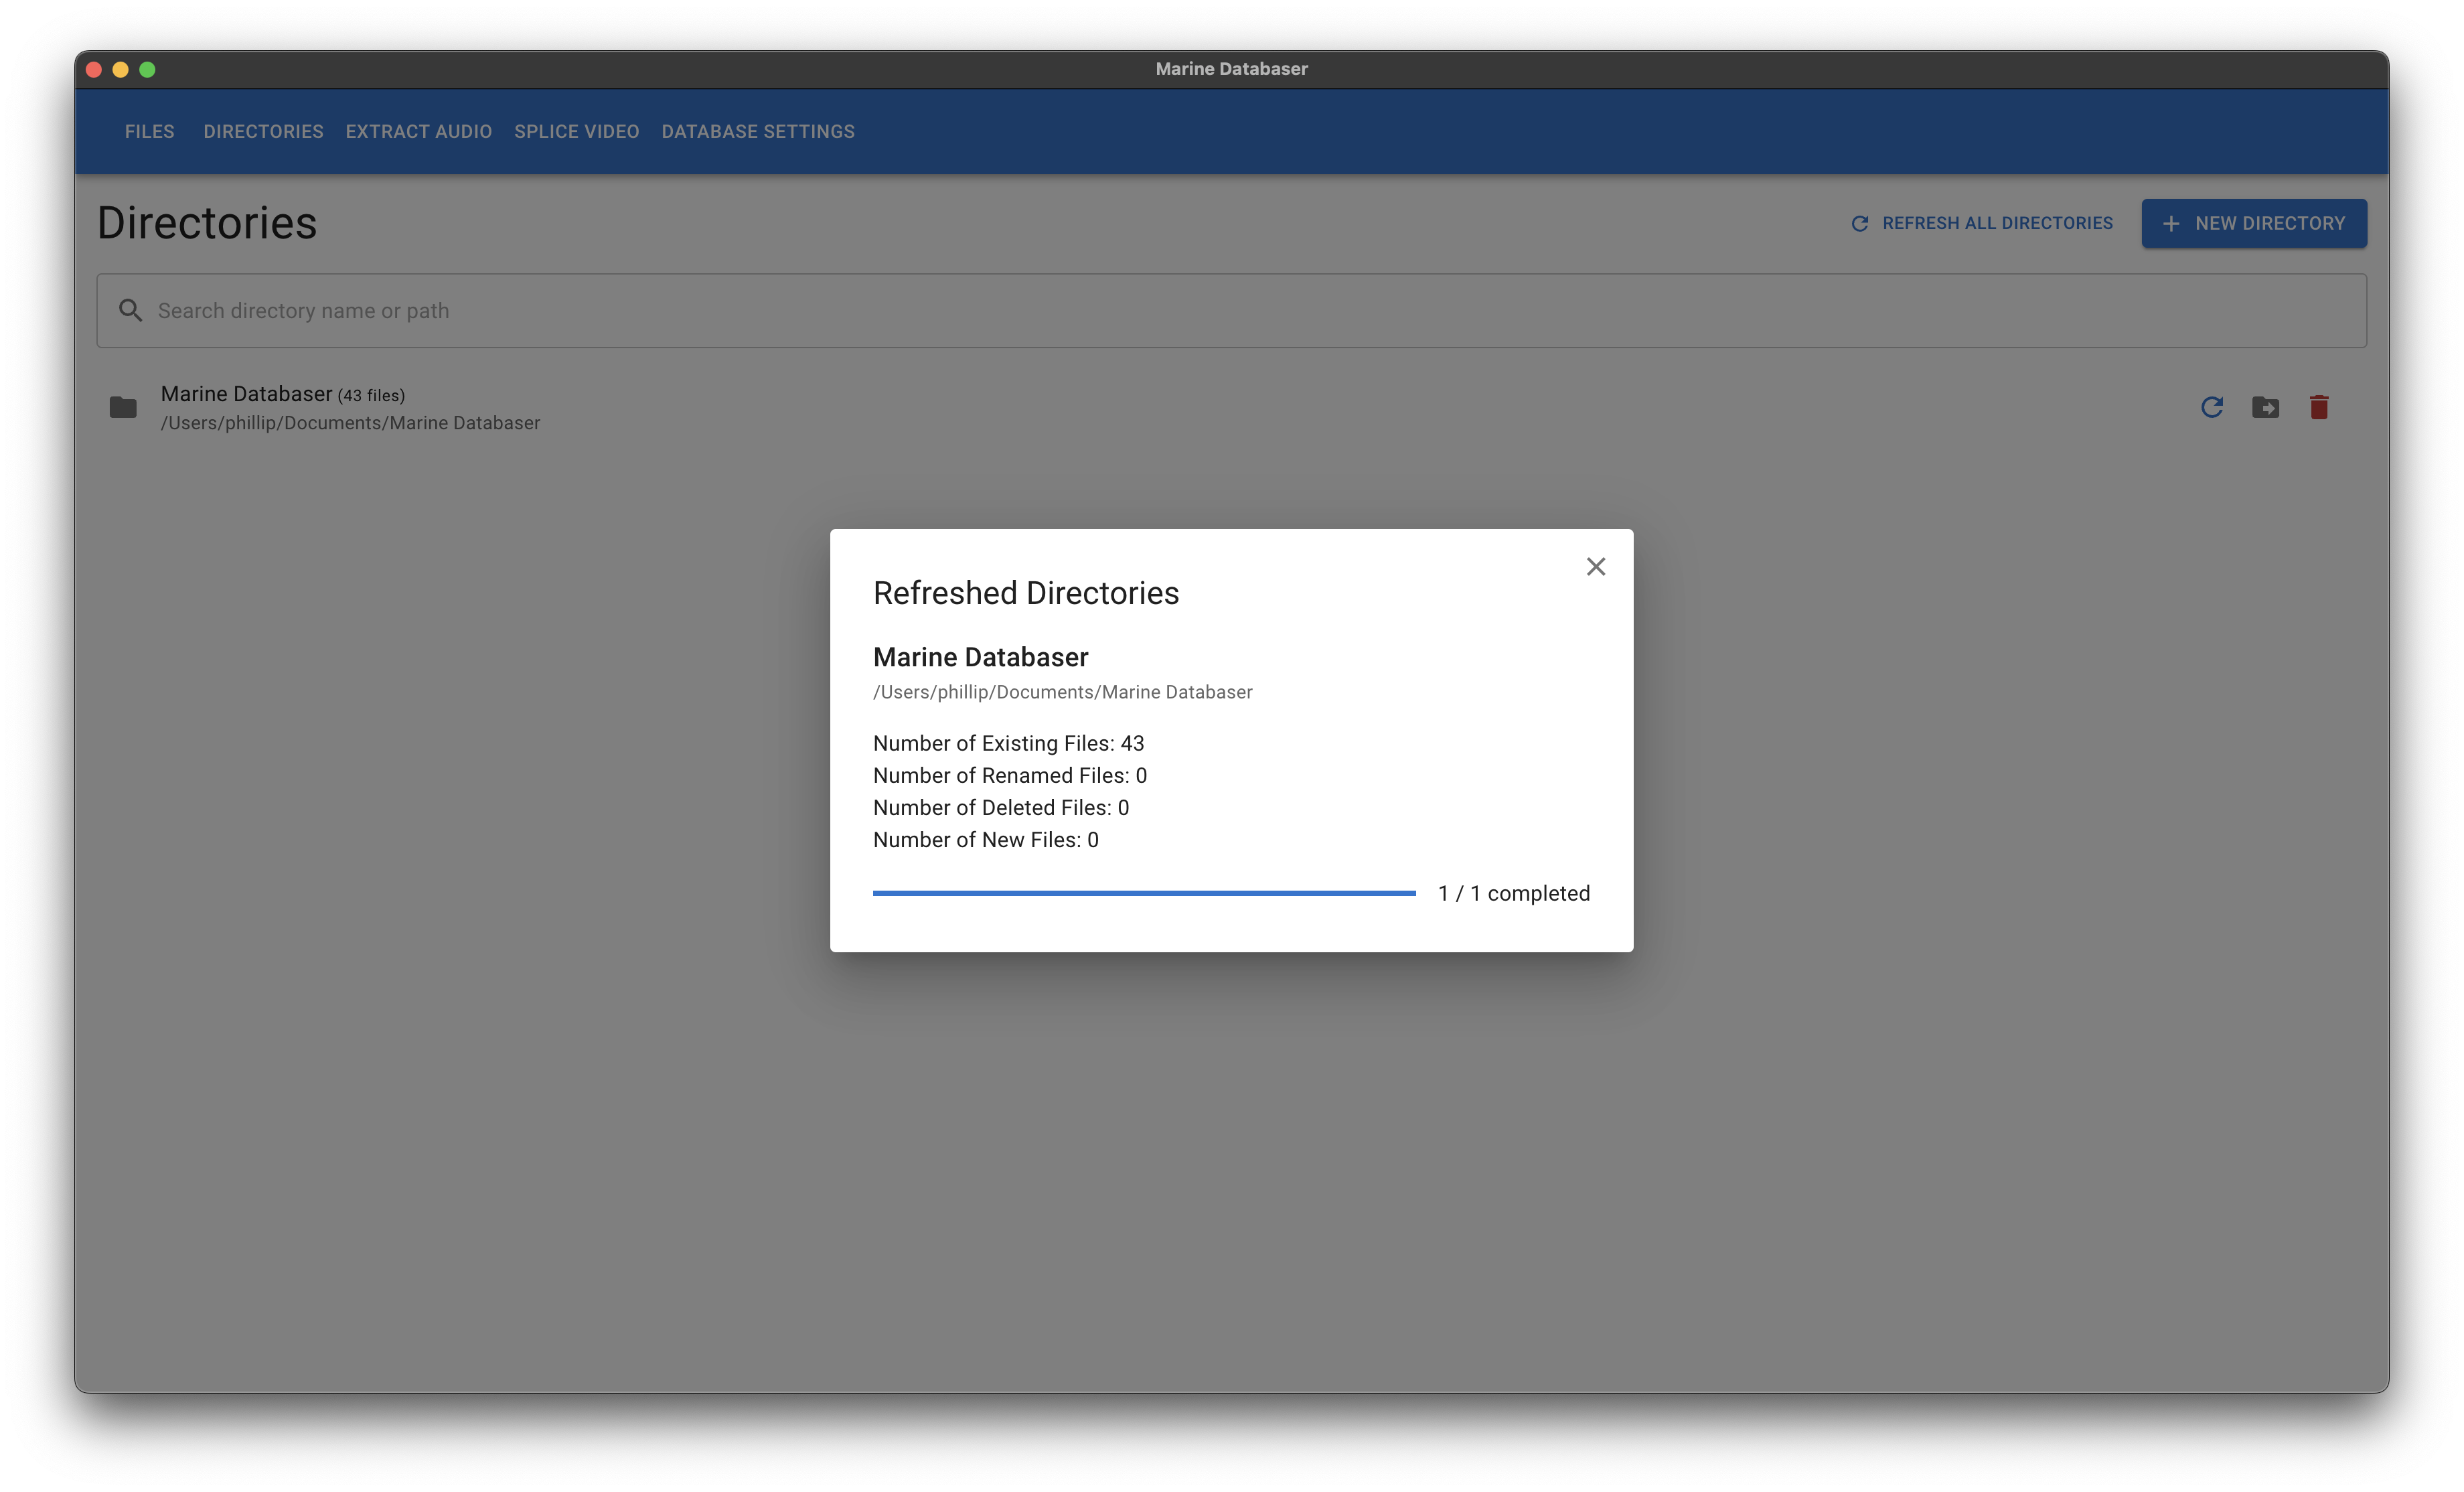 Marine Databaser
FILES DIRECTORIES EXTRACT AUDIO SPLICE VIDEO DATABASE SETTINGS
Directories
REFRESH ALL DIRECTORIES
NEW DIRECTORY
Search directory name or path
Marine Databaser (43 files)
/Users/phillip/Documents/Marine Databaser
Refreshed Directories
Marine Databaser
/Users/phillip/Documents/Marine Databaser
Number of Existing Files: 43
Number of Renamed Files: 0
Number of Deleted Files: 0
Number of New Files: 0
1 / 1 completed